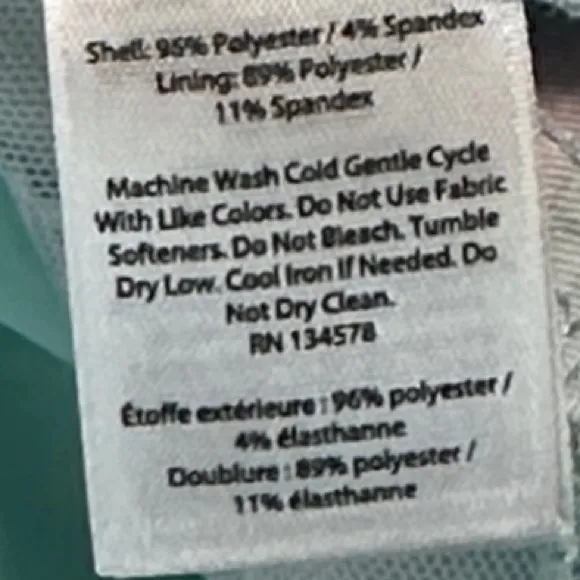 Shell: 96% Polyester / 4% Spandex
Lining: 89% Polyester /
11% Spandex
Machine Wash Cold Gentle Cycle
With Like Colors. Do Not Use Fabric
Softeners. Do Not Bleach. Tumble
Dry Low. Cool Iron If Needed. Do
Not Dry Clean.
RN 134578
Étoffe extérieure : 96% polyester /
4% élasthanne
Doublure : 89% polyester /
11% élasthanne